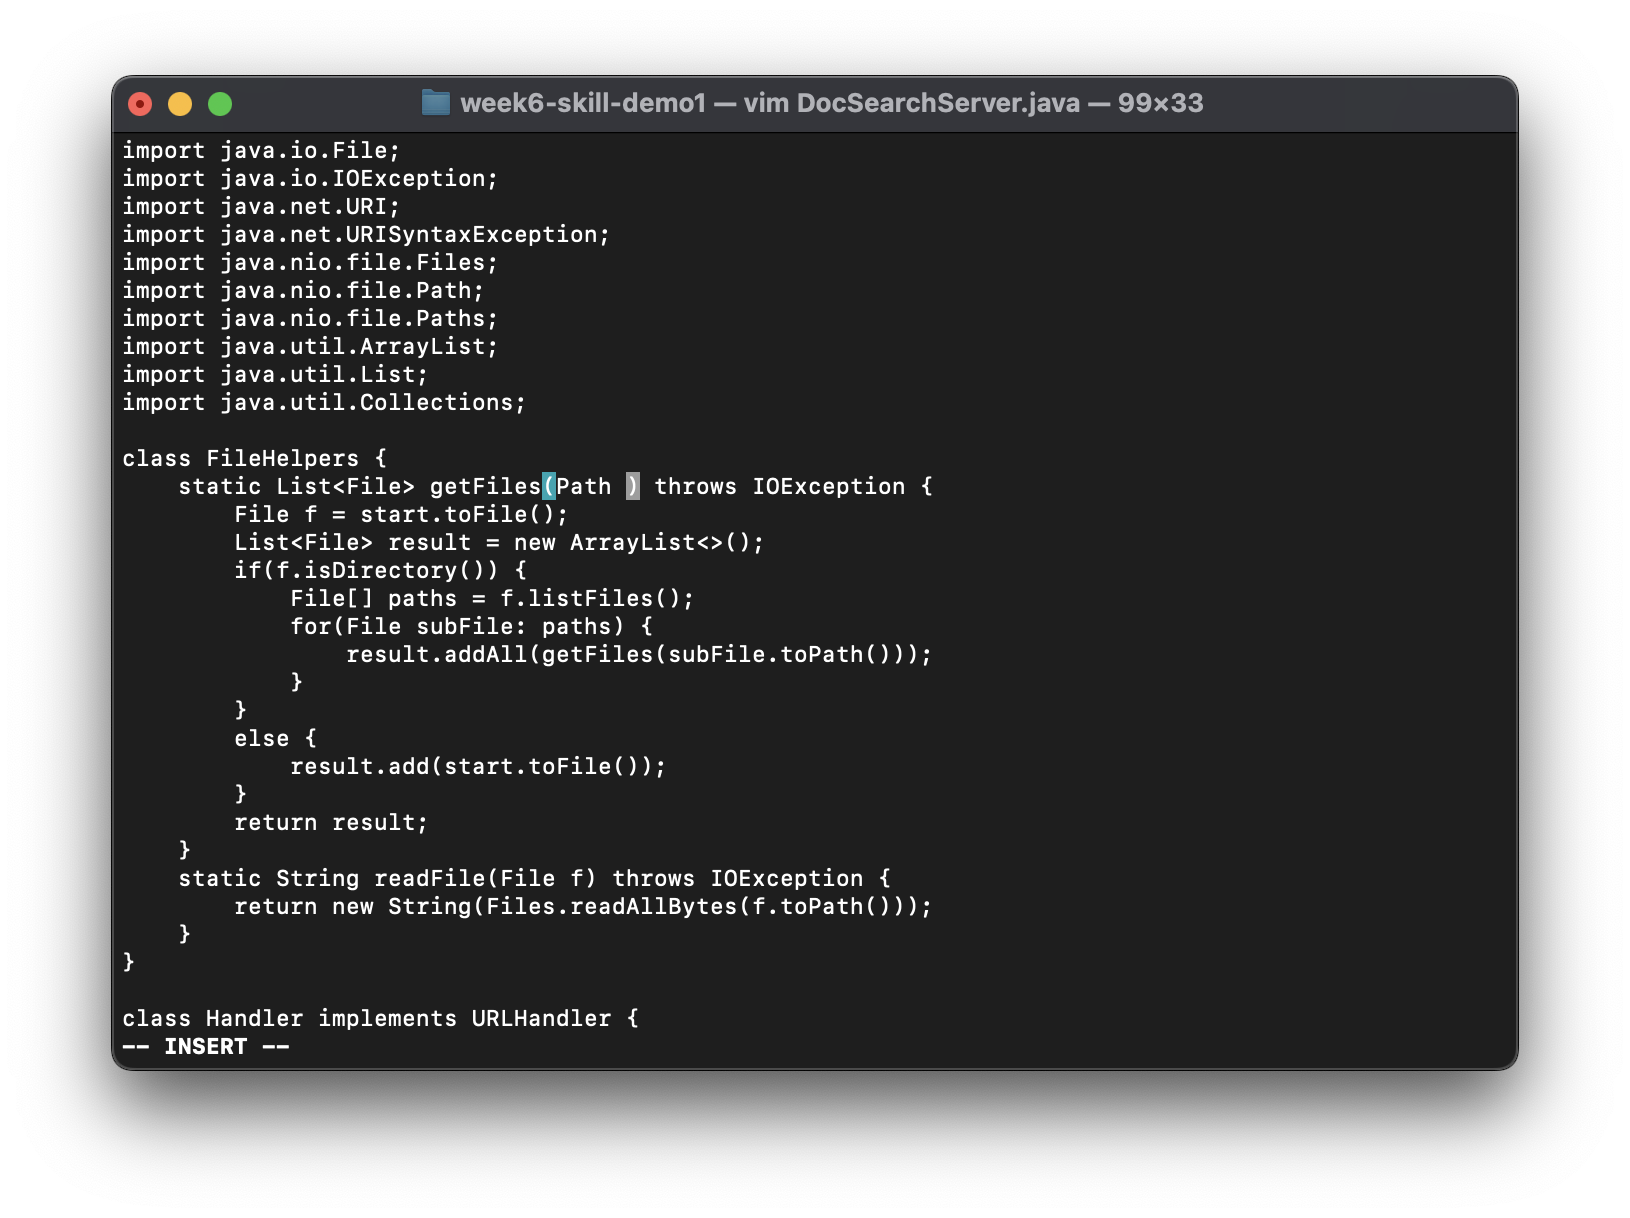 week6-skill-demo1 — vim DocSearchServer.java — 99×33
import java.io.File;
import java.io.IOException;
import java.net.URI;
import java.net.URISyntaxException;
import java.nio.file.Files;
import java.nio.file.Path;
import java.nio.file.Paths;
import java.util.ArrayList;
import java.util.List;
import java.util.Collections;

class FileHelpers {
    static List<File> getFiles(Path ) throws IOException {
        File f = start.toFile();
        List<File> result = new ArrayList<>();
        if(f.isDirectory()) {
            File[] paths = f.listFiles();
            for(File subFile: paths) {
                result.addAll(getFiles(subFile.toPath()));
            }
        }
        else {
            result.add(start.toFile());
        }
        return result;
    }
    static String readFile(File f) throws IOException {
        return new String(Files.readAllBytes(f.toPath()));
    }
}

class Handler implements URLHandler {
-- INSERT --